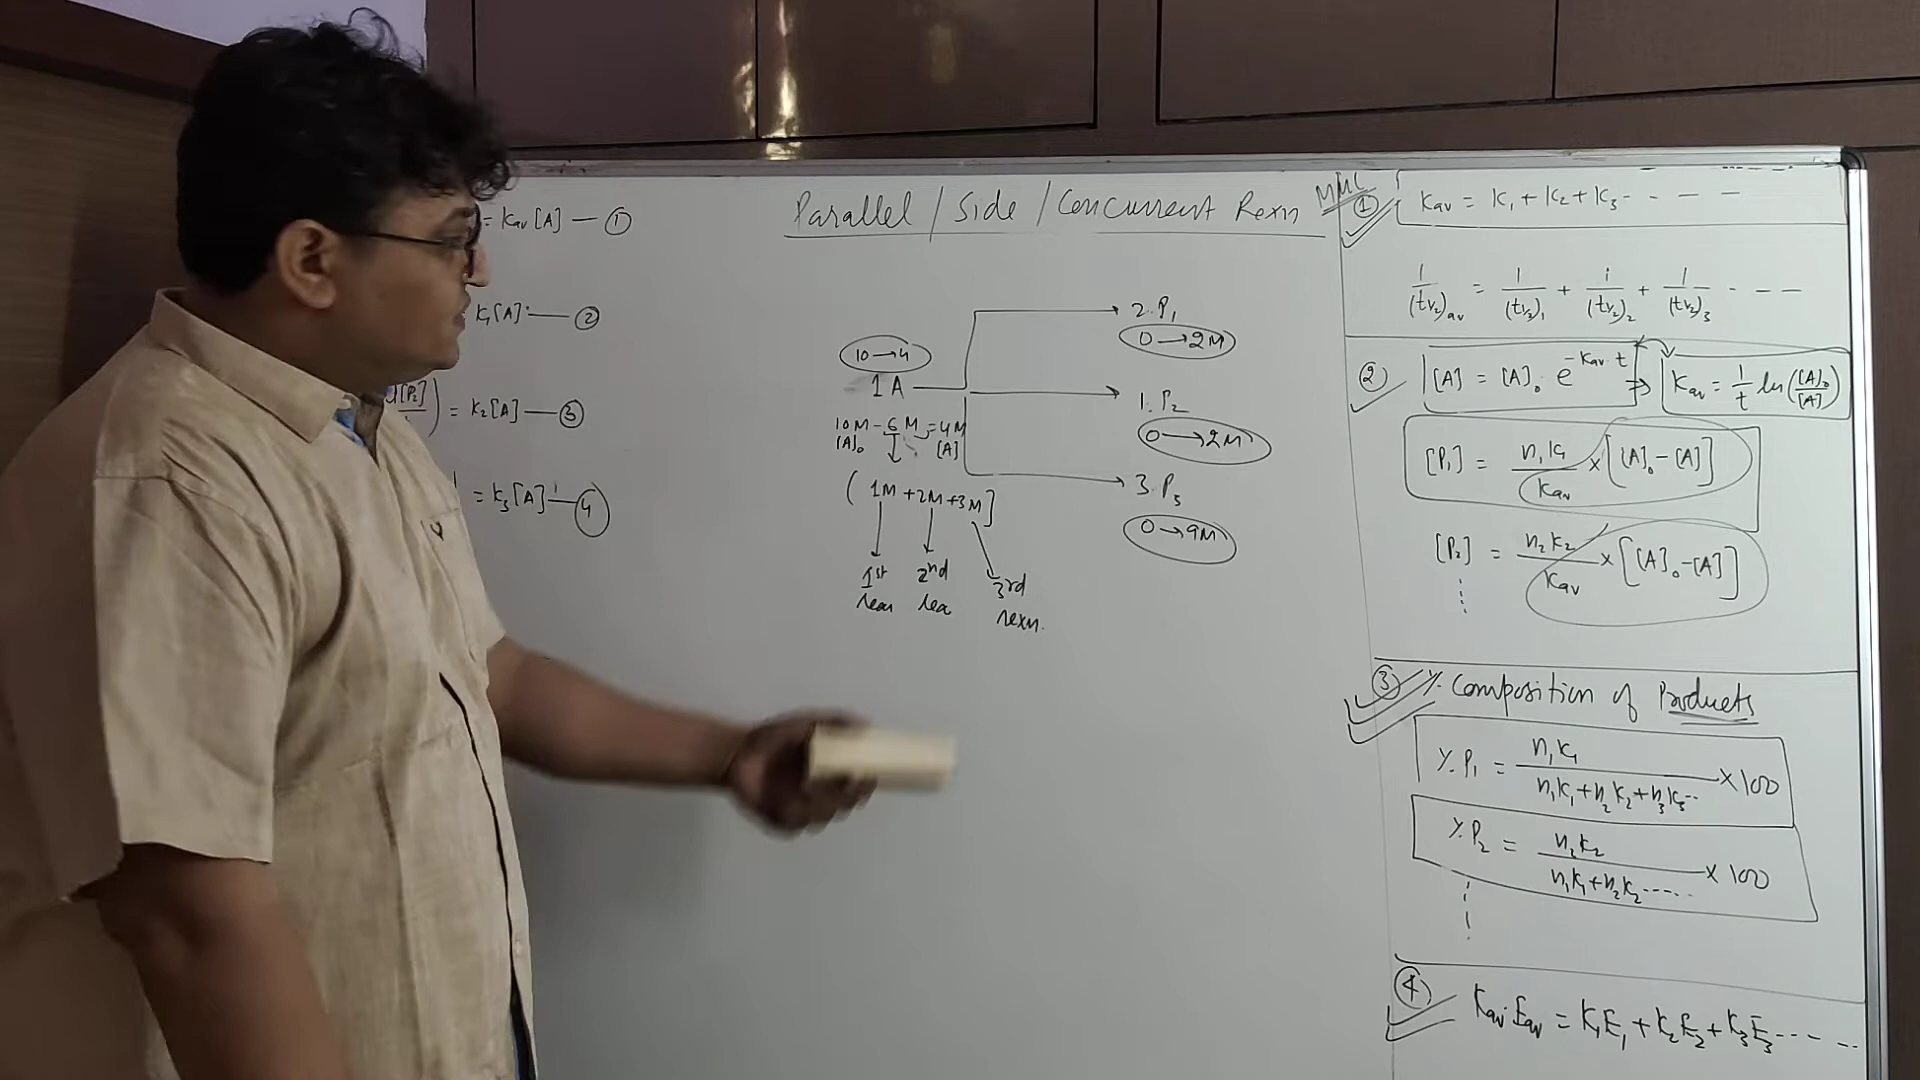 Parallel / Side / Concurrent Rexn
= Kav [A] — ①
K₁[A] — ②
d[P₂] = K₂[A] — ③
= K₃[A] — ④
10 → 4
1 A
10M - 6M = 4M
[A]₀ [A]
( 1M + 2M + 3M ]
1st 2nd 3rd
rexn.
2. P₁
0 → 2M
1. P₂
0 → 2M
3. P₃
0 → 9M
① Kav = K₁ + K₂ + K₃ - - - -
1/(t½)av = 1/(t½)₁ + 1/(t½)₂ + 1/(t½)₃ - - - -
② [A] = [A]₀ e^-Kav t ⇒ Kav = 1/t ln([A]₀/[A])
[P₁] = n₁K₁/Kav × [[A]₀ - [A]]
[P₂] = n₂K₂/Kav × [[A]₀ - [A]]
③ % Composition of Products
% P₁ = n₁K₁/n₁K₁+n₂K₂+n₃K₃-- × 100
% P₂ = n₂K₂/n₁K₁+n₂K₂----- × 100
④ Kav.Eav = K₁E₁ + K₂E₂ + K₃E₃ - - - -